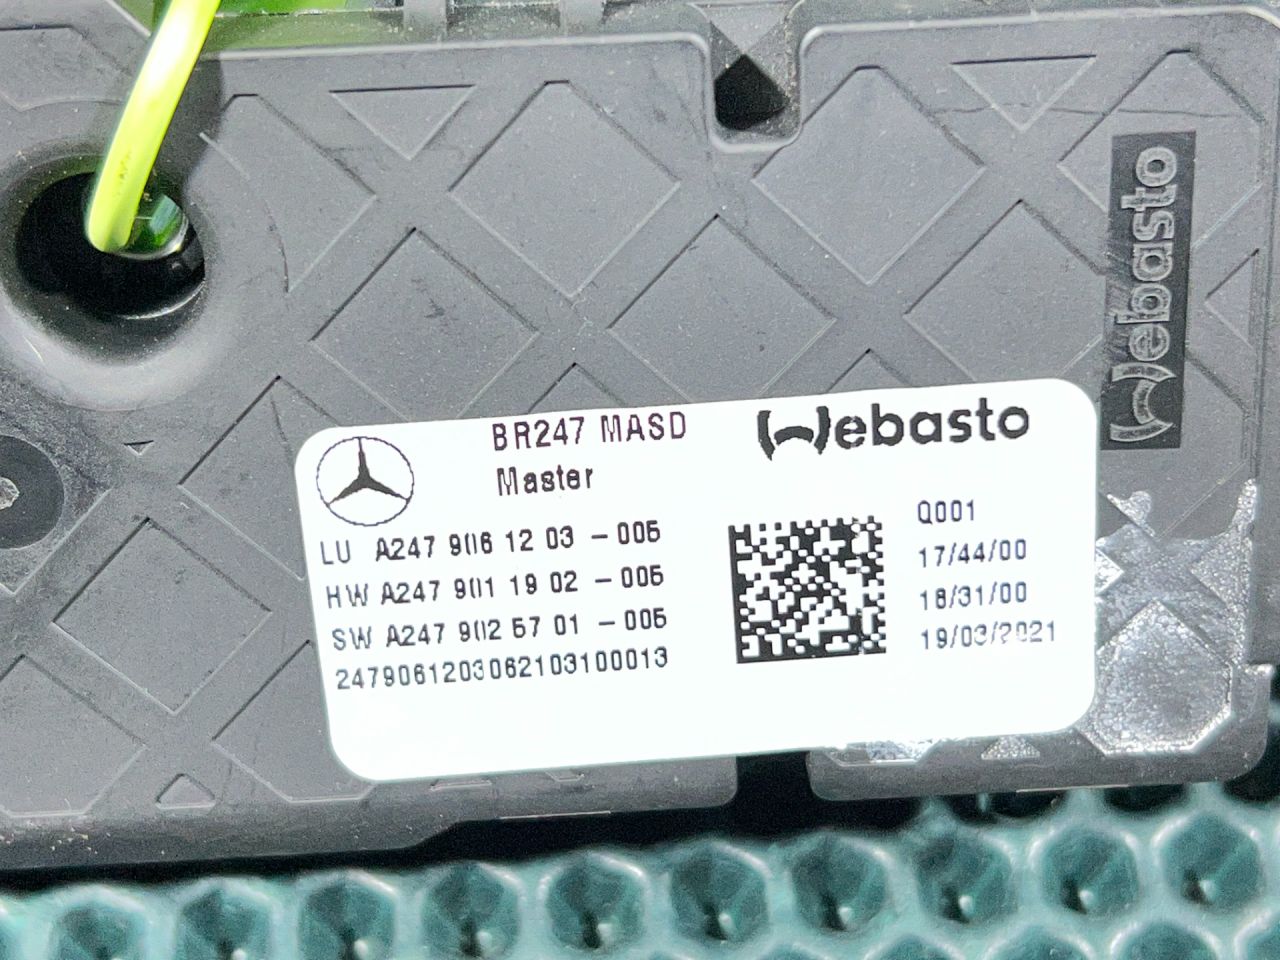 Webasto
BR247 MASD
Webasto
Master
LU A247 906 12 03 - 005
HW A247 901 19 02 - 005
SW A247 902 57 01 - 005
2479061203062103100013
Q001
17/44/00
18/31/00
19/03/2021